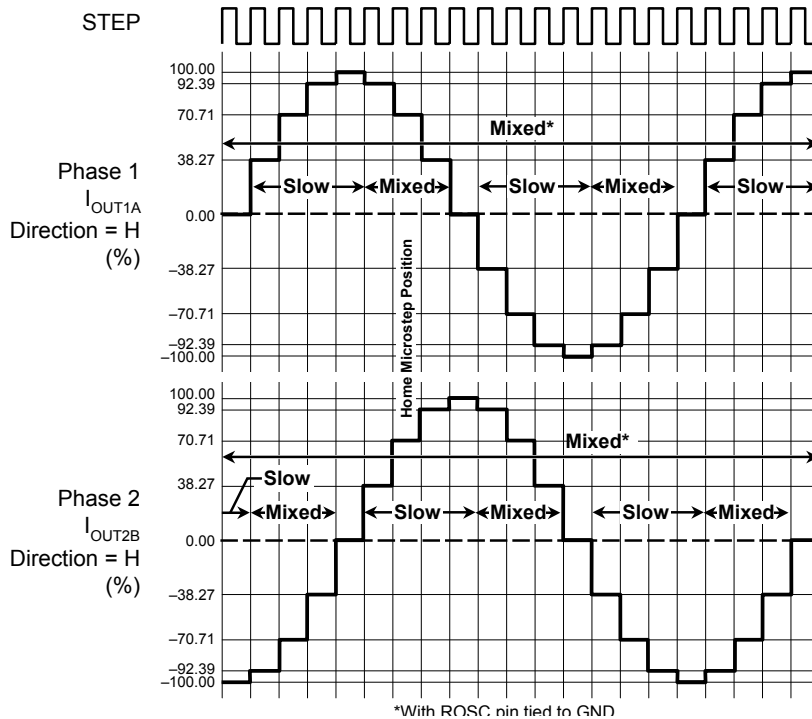 STEP
100.00
92.39
70.71
Mixed*
38.27
Slow
Mixed
Slow
Mixed
Slow
Phase 1
I_OUT1A
Direction = H
(%)
0.00
–38.27
–70.71
–92.39
–100.00
Home Microstep Position
100.00
92.39
70.71
Mixed*
38.27
Slow
Mixed
Slow
Mixed
Slow
Mixed
Phase 2
I_OUT2B
Direction = H
(%)
0.00
–38.27
–70.71
–92.39
–100.00
*With ROSC pin tied to GND